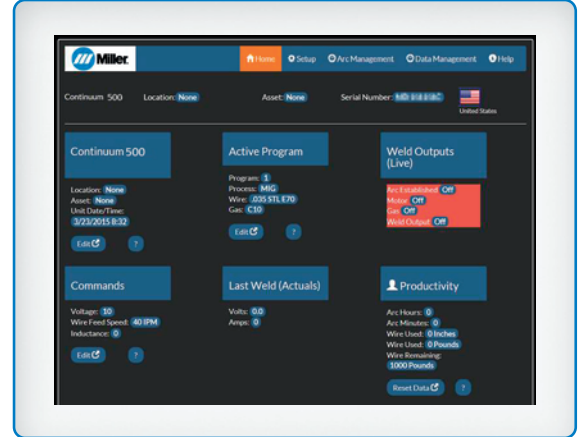 Miller
Home Setup Arc Management Data Management Help
Continuum 500 Location: None Asset: None Serial Number:
United States
Continuum 500
Location: None
Asset: None
Unit Date/Time:
3/23/2015 8:32
Edit ?
Active Program
Program: 1
Process: MIG
Wire: .035 STL E70
Gas: C10
Edit ?
Weld Outputs
(Live)
Arc Established: Off
Motor: Off
Gas: Off
Weld Output: Off
Commands
Voltage: 10
Wire Feed Speed: 40 IPM
Inductance: 0
Edit ?
Last Weld (Actuals)
Volts: 0.0
Amps: 0
Productivity
Arc Hours: 0
Arc Minutes: 0
Wire Used: 0 Inches
Wire Used: 0 Pounds
Wire Remaining:
1000 Pounds
Reset Data ?